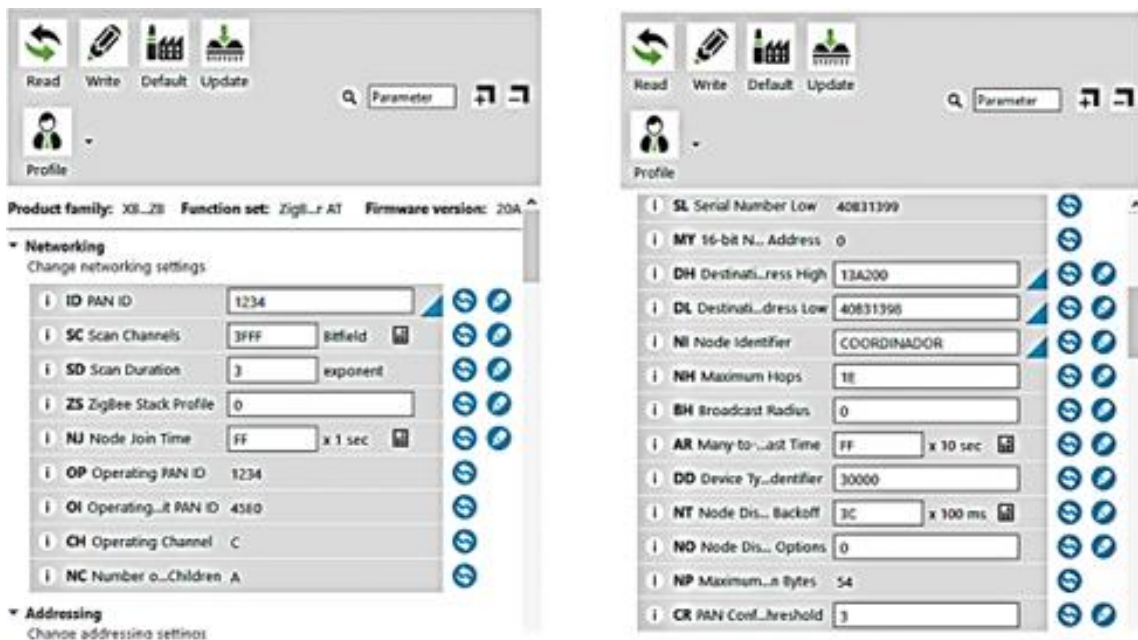 Read Write Default Update
Parameter
Profile
Product family: XB...ZB Function set: ZigB...r AT Firmware version: 20A
Networking
Change networking settings
i ID PAN ID 1234
i SC Scan Channels 3FFF Bitfield
i SD Scan Duration 3 exponent
i ZS ZigBee Stack Profile 0
i NJ Node Join Time FF x 1 sec
i OP Operating PAN ID 1234
i OI Operating...it PAN ID 45E0
i CH Operating Channel C
i NC Number o...Children A
Addressing
Change addressing settings
Read Write Default Update
Parameter
Profile
i SL Serial Number Low 40831399
i MY 16-bit N... Address 0
i DH Destinati...ress High 13A200
i DL Destinati...dress Low 40831398
i NI Node Identifier COORDINADOR
i NH Maximum Hops 1E
i BH Broadcast Radius 0
i AR Many-to-...ast Time FF x 10 sec
i DD Device Ty...dentifier 30000
i NT Node Dis... Backoff 3C x 100 ms
i NO Node Dis... Options 0
i NP Maximum...n Bytes 54
i CR PAN Conf...hreshold 3